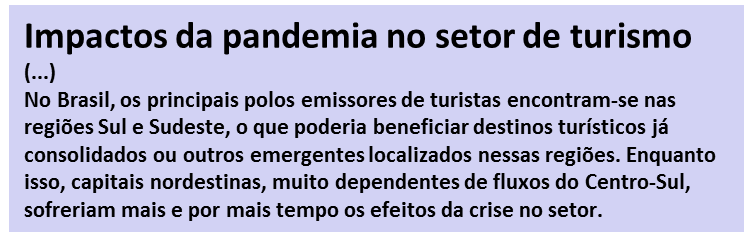 Impactos da pandemia no setor de turismo
(...)
No Brasil, os principais polos emissores de turistas encontram-se nas
regiões Sul e Sudeste, o que poderia beneficiar destinos turísticos já
consolidados ou outros emergentes localizados nessas regiões. Enquanto
isso, capitais nordestinas, muito dependentes de fluxos do Centro-Sul,
sofreriam mais e por mais tempo os efeitos da crise no setor.